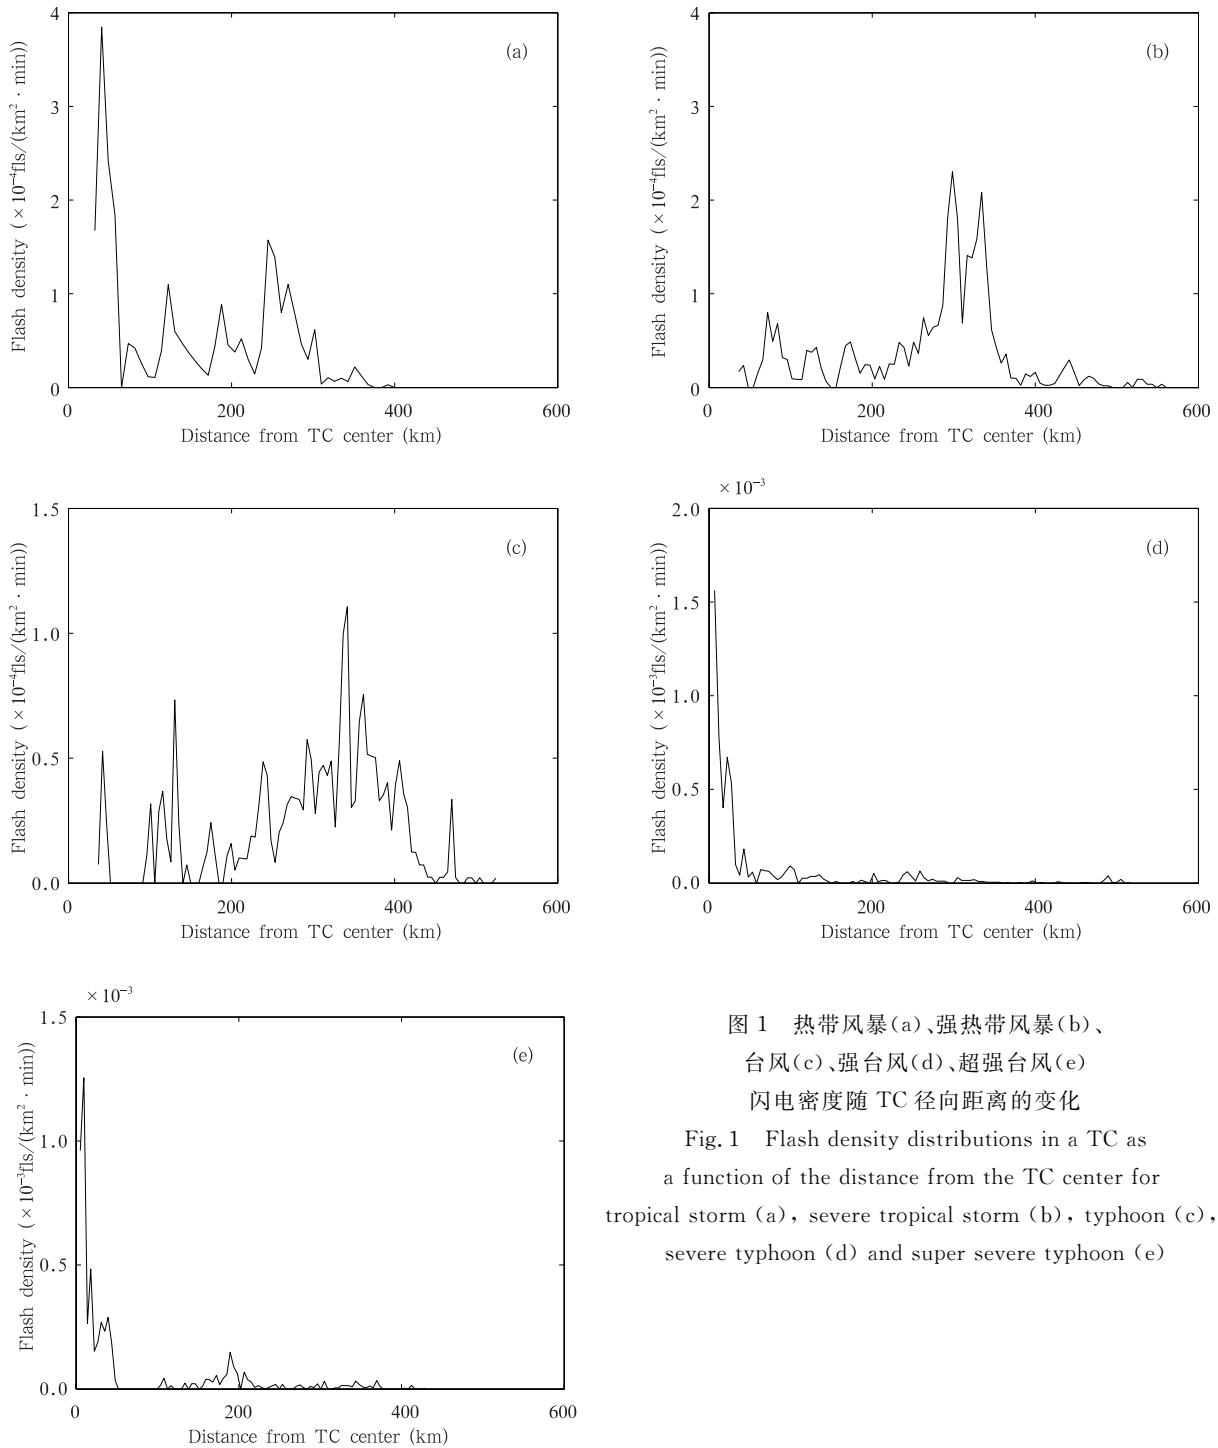 4
3
2
1
0
0
200
400
600
Flash density (×10⁻⁴fls/(km²·min))
Distance from TC center (km)
(a)
4
3
2
1
0
0
200
400
600
Flash density (×10⁻⁴fls/(km²·min))
Distance from TC center (km)
(b)
1.5
1.0
0.5
0.0
0
200
400
600
Flash density (×10⁻⁴fls/(km²·min))
Distance from TC center (km)
(c)
×10⁻³
2.0
1.5
1.0
0.5
0.0
0
200
400
600
Flash density (×10⁻³fls/(km²·min))
Distance from TC center (km)
(d)
×10⁻³
1.5
1.0
0.5
0.0
0
200
400
600
Flash density (×10⁻³fls/(km²·min))
Distance from TC center (km)
(e)
图 1 热带风暴(a)、强热带风暴(b)、
台风(c)、强台风(d)、超强台风(e)
闪电密度随 TC 径向距离的变化
Fig. 1 Flash density distributions in a TC as
a function of the distance from the TC center for
tropical storm (a), severe tropical storm (b), typhoon (c),
severe typhoon (d) and super severe typhoon (e)